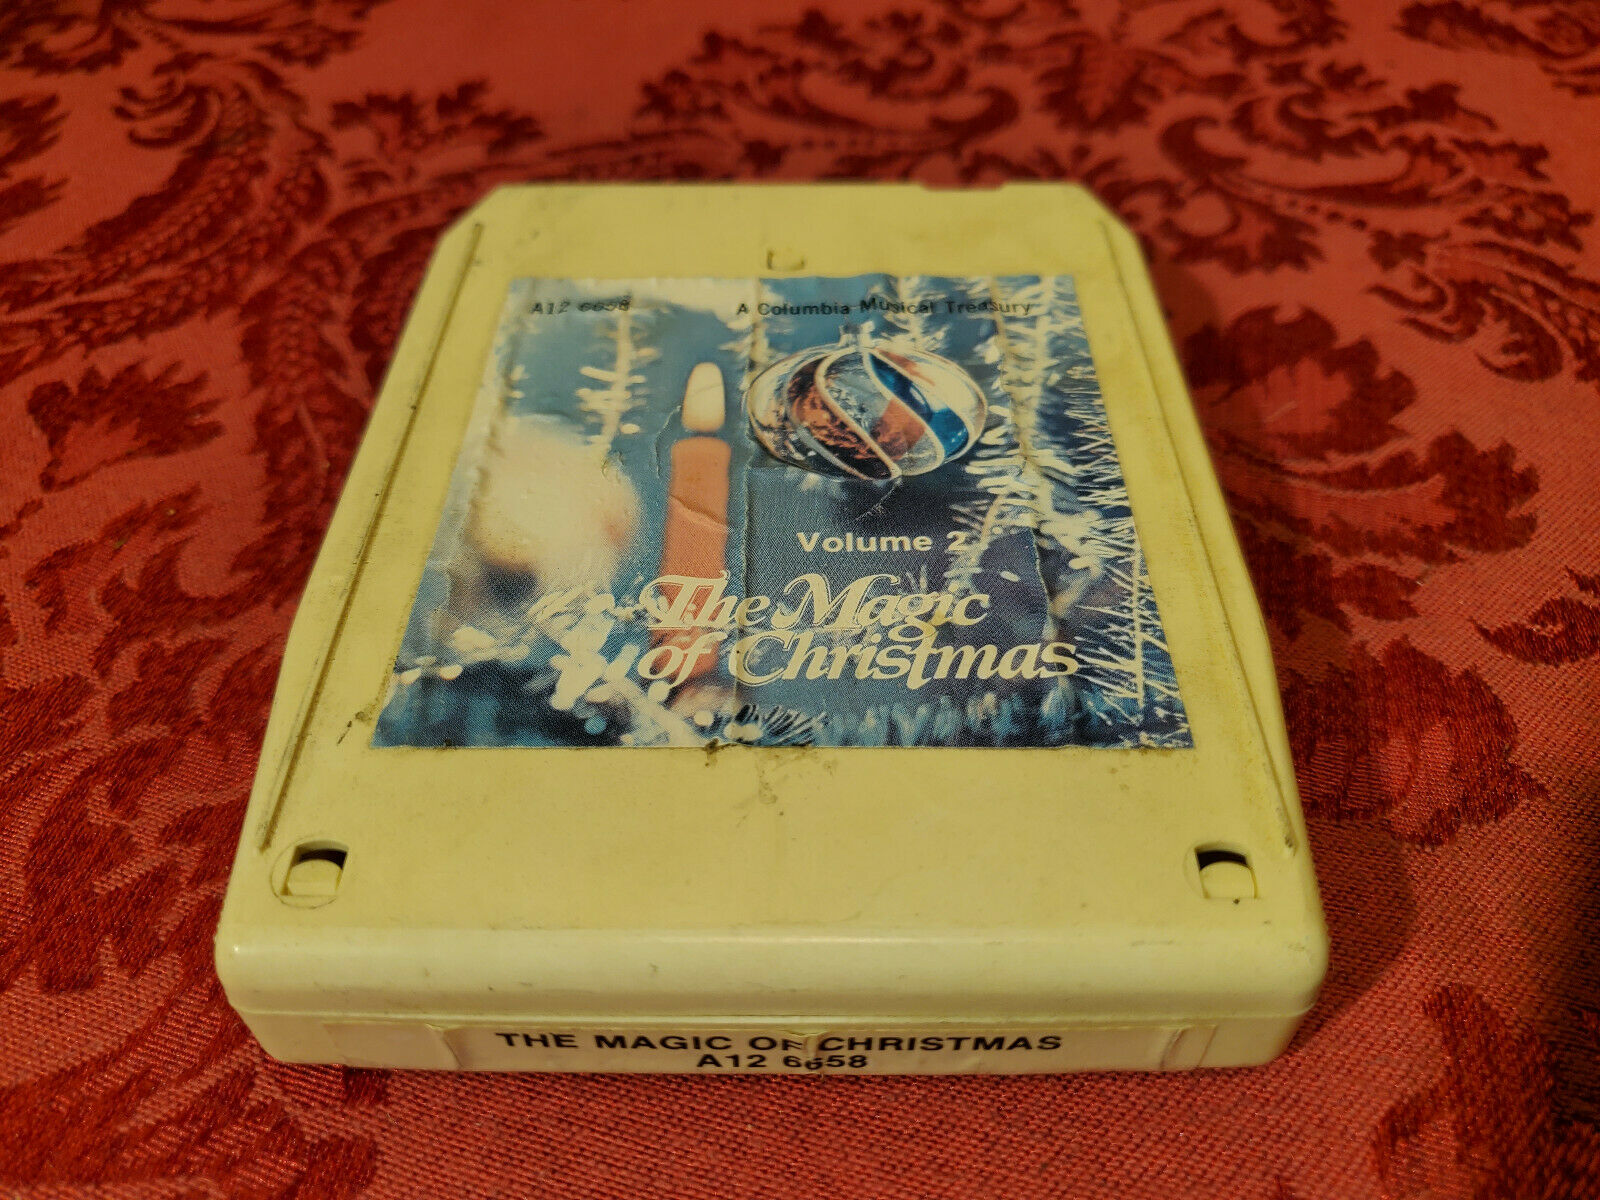 A12 6658 A Columbia Musical Treasury
Volume 2
The Magic
of Christmas
THE MAGIC OF CHRISTMAS
A12 6658